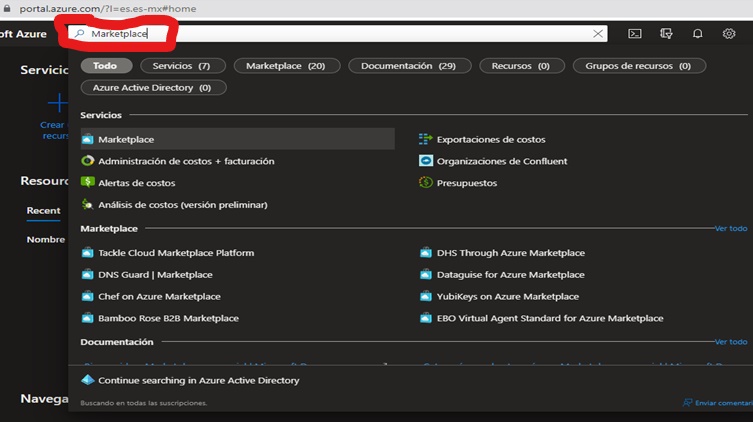 portal.azure.com/?l=es.es-mx#home
oft Azure
Marketplace
Servicio
Todo
Servicios (7)
Marketplace (20)
Documentación (29)
Recursos (0)
Grupos de recursos (0)
Azure Active Directory (0)
Crear
recurs
Servicios
Marketplace
Exportaciones de costos
Administración de costos + facturación
Organizaciones de Confluent
Alertas de costos
Presupuestos
Análisis de costos (versión preliminar)
Resourc
Recent
Nombre
Marketplace
Ver todo
Tackle Cloud Marketplace Platform
DHS Through Azure Marketplace
DNS Guard | Marketplace
Dataguise for Azure Marketplace
Chef on Azure Marketplace
YubiKeys on Azure Marketplace
Bamboo Rose B2B Marketplace
EBO Virtual Agent Standard for Azure Marketplace
Documentación
Ver todo
Continue searching in Azure Active Directory
Navega
Buscando en todas las suscripciones.
Enviar comentari